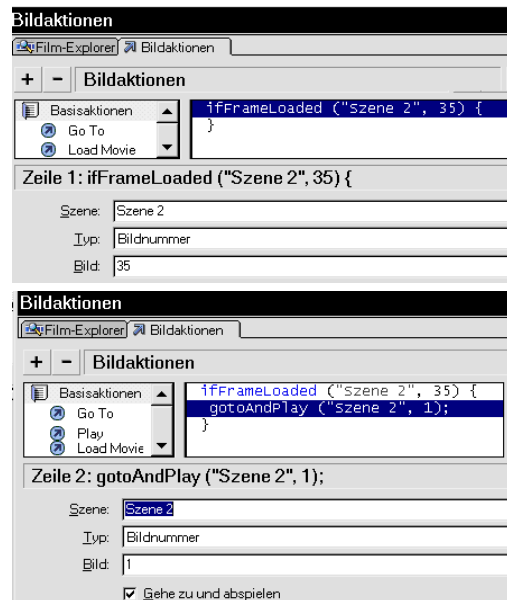 Bildaktionen
Film-Explorer Bildaktionen
+ - Bildaktionen
Basisaktionen
Go To
Load Movie
ifFrameLoaded ("Szene 2", 35) {
}
Zeile 1: ifFrameLoaded ("Szene 2", 35) {
Szene: Szene 2
Typ: Bildnummer
Bild: 35
Bildaktionen
Film-Explorer Bildaktionen
+ - Bildaktionen
Basisaktionen
Go To
Play
Load Movie
ifFrameLoaded ("Szene 2", 35) {
gotoAndPlay ("Szene 2", 1);
}
Zeile 2: gotoAndPlay ("Szene 2", 1);
Szene: Szene 2
Typ: Bildnummer
Bild: 1
Gehe zu und abspielen